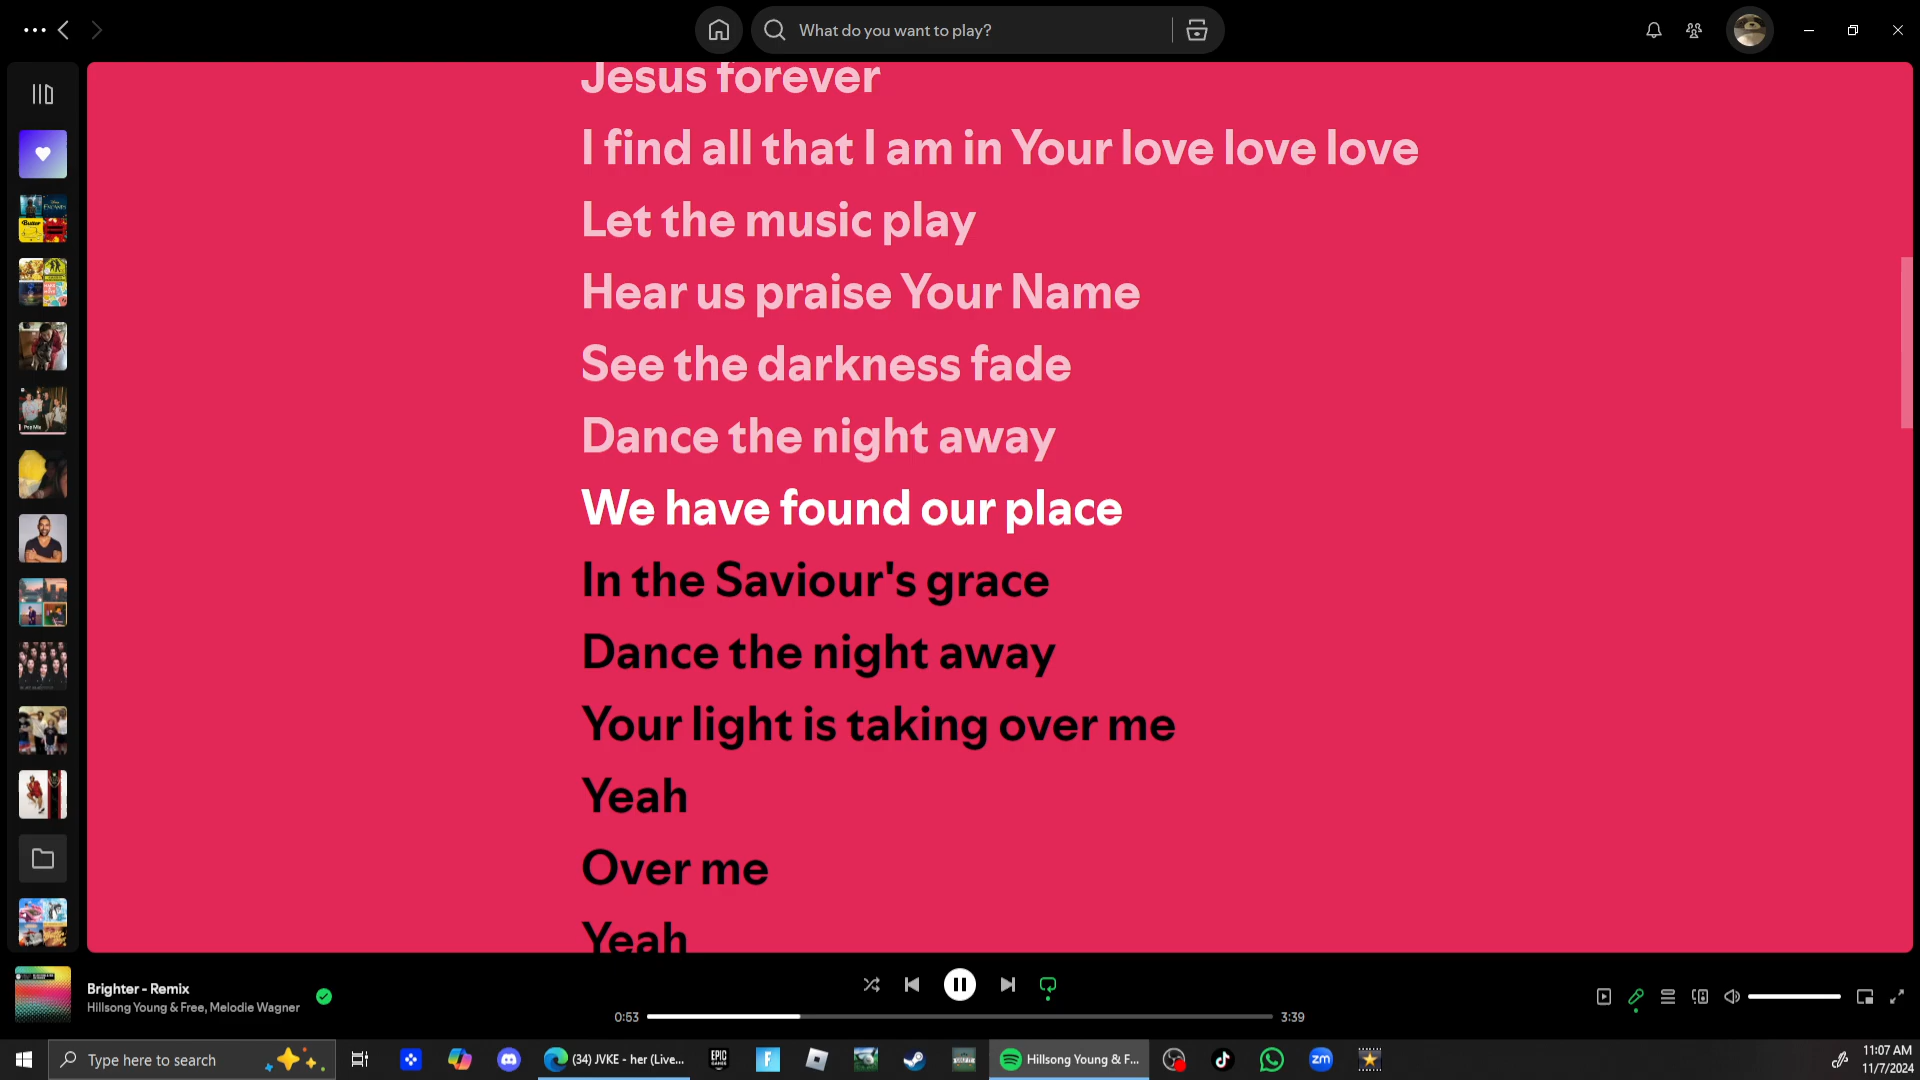 What do you want to play?
Jesus forever
I find all that I am in Your love love love
Let the music play
Hear us praise Your Name
See the darkness fade
Dance the night away
We have found our place
In the Saviour's grace
Dance the night away
Your light is taking over me
Yeah
Over me
Yeah
Brighter - Remix
Hillsong Young & Free, Melodie Wagner
0:53
3:39
Type here to search
(34) JVKE - her (Live...
EPIC
GAMES
Hillsong Young & F...
zm
11:07 AM
11/7/2024